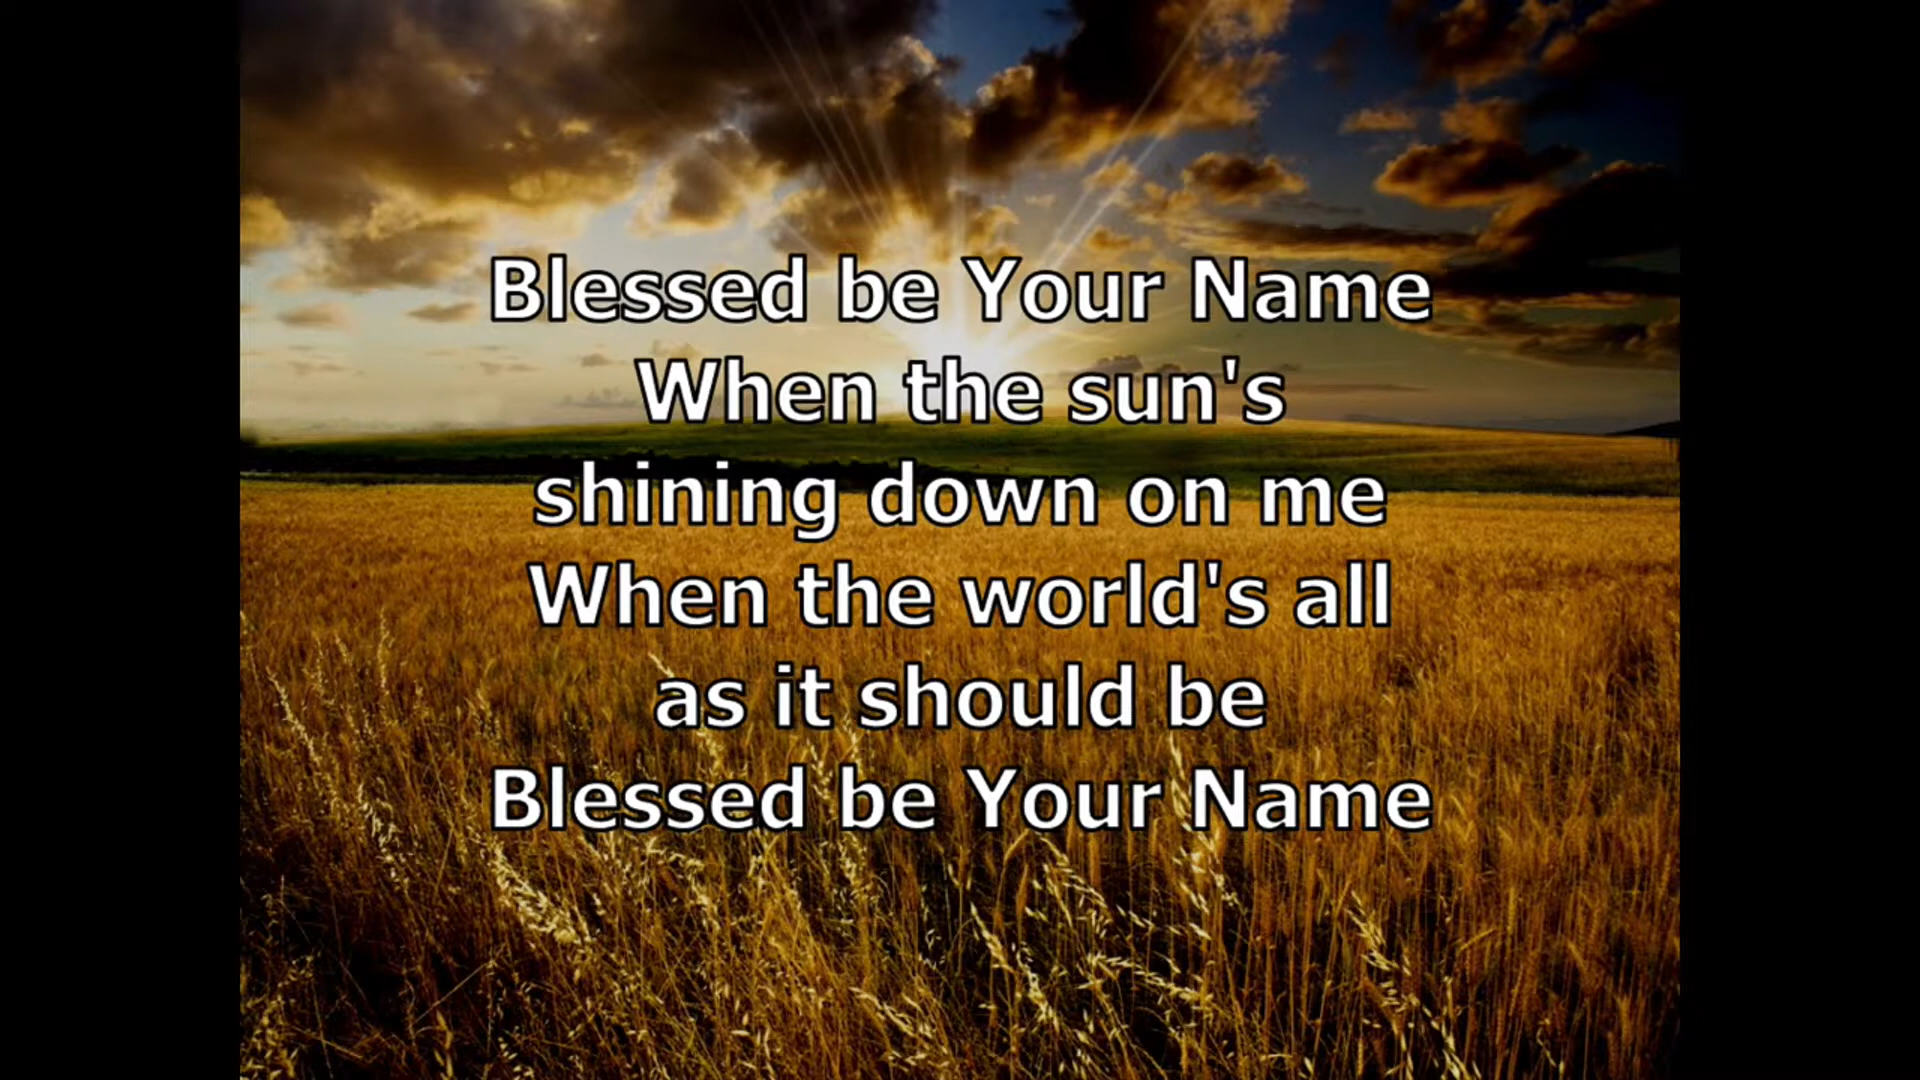 Blessed be Your Name
When the sun's
shining down on me
When the world's all
as it should be
Blessed be Your Name